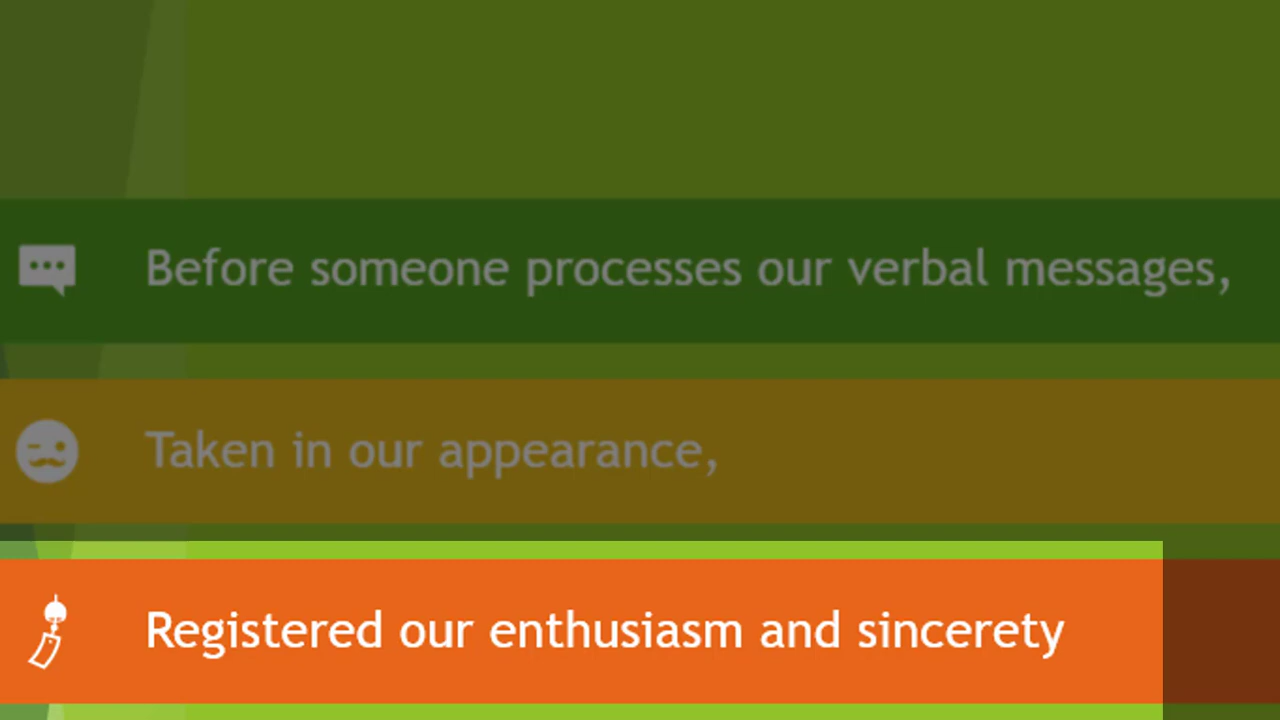 Before someone processes our verbal messages,
Taken in our appearance,
Registered our enthusiasm and sincerety